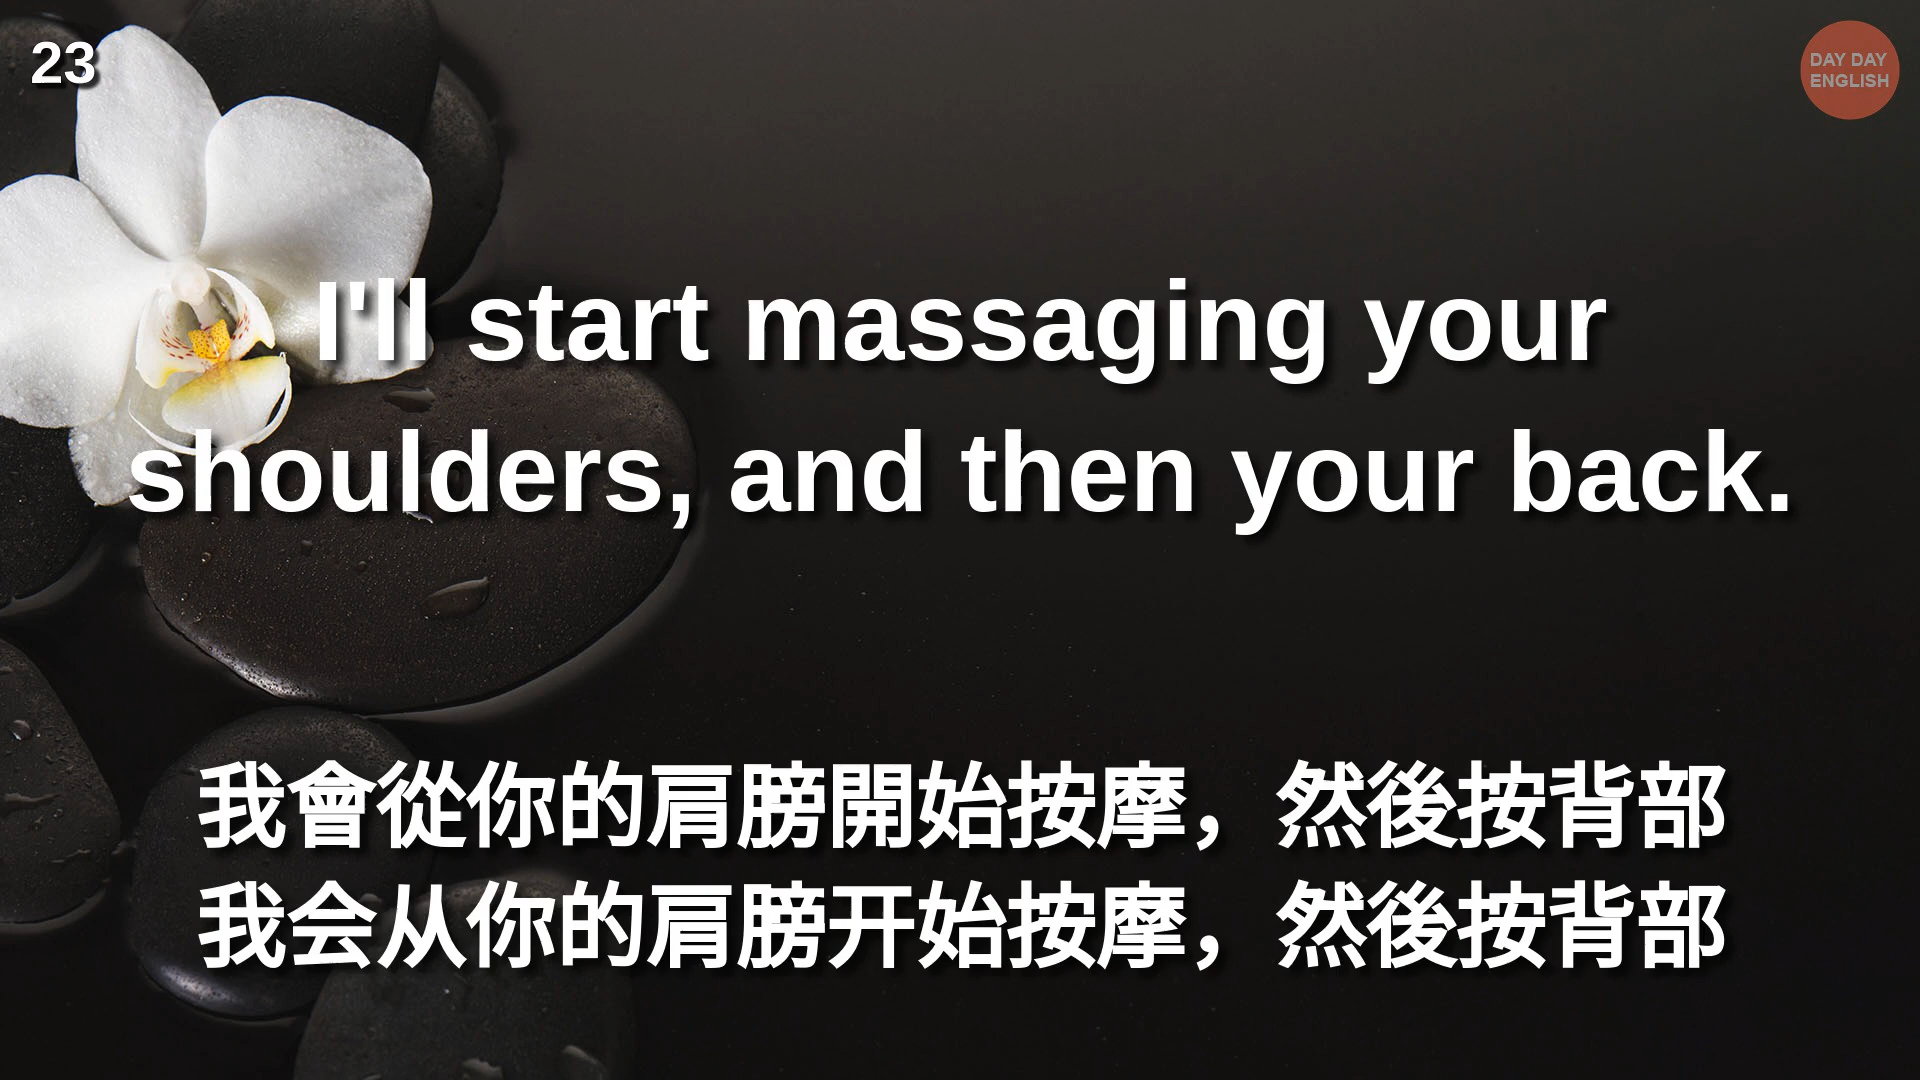 23
DAY DAY
ENGLISH
I'll start massaging your
shoulders, and then your back.
我會從你的肩膀開始按摩，然後按背部
我会从你的肩膀开始按摩，然後按背部